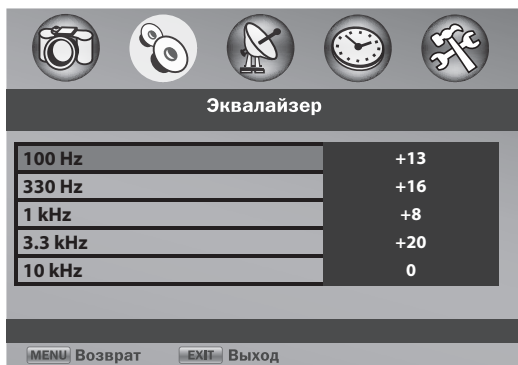 Эквалайзер
100 Hz +13
330 Hz +16
1 kHz +8
3.3 kHz +20
10 kHz 0
MENU Возврат EXIT Выход